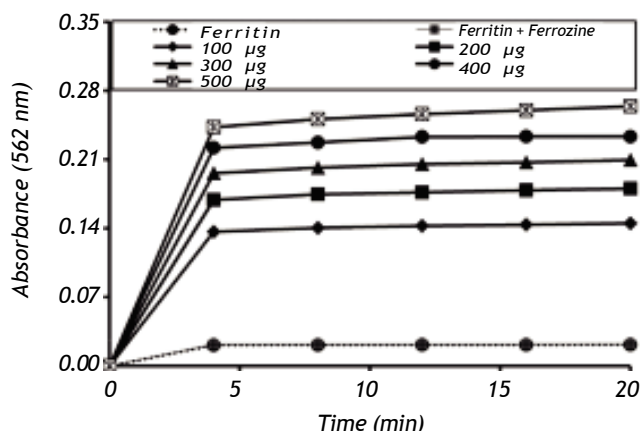 0.35
Ferritin Ferritin + Ferrozine
100 µg 200 µg
300 µg 400 µg
500 µg
0.28
0.21
0.14
0.07
0.00
Absorbance (562 nm)
0 5 10 15 20
Time (min)